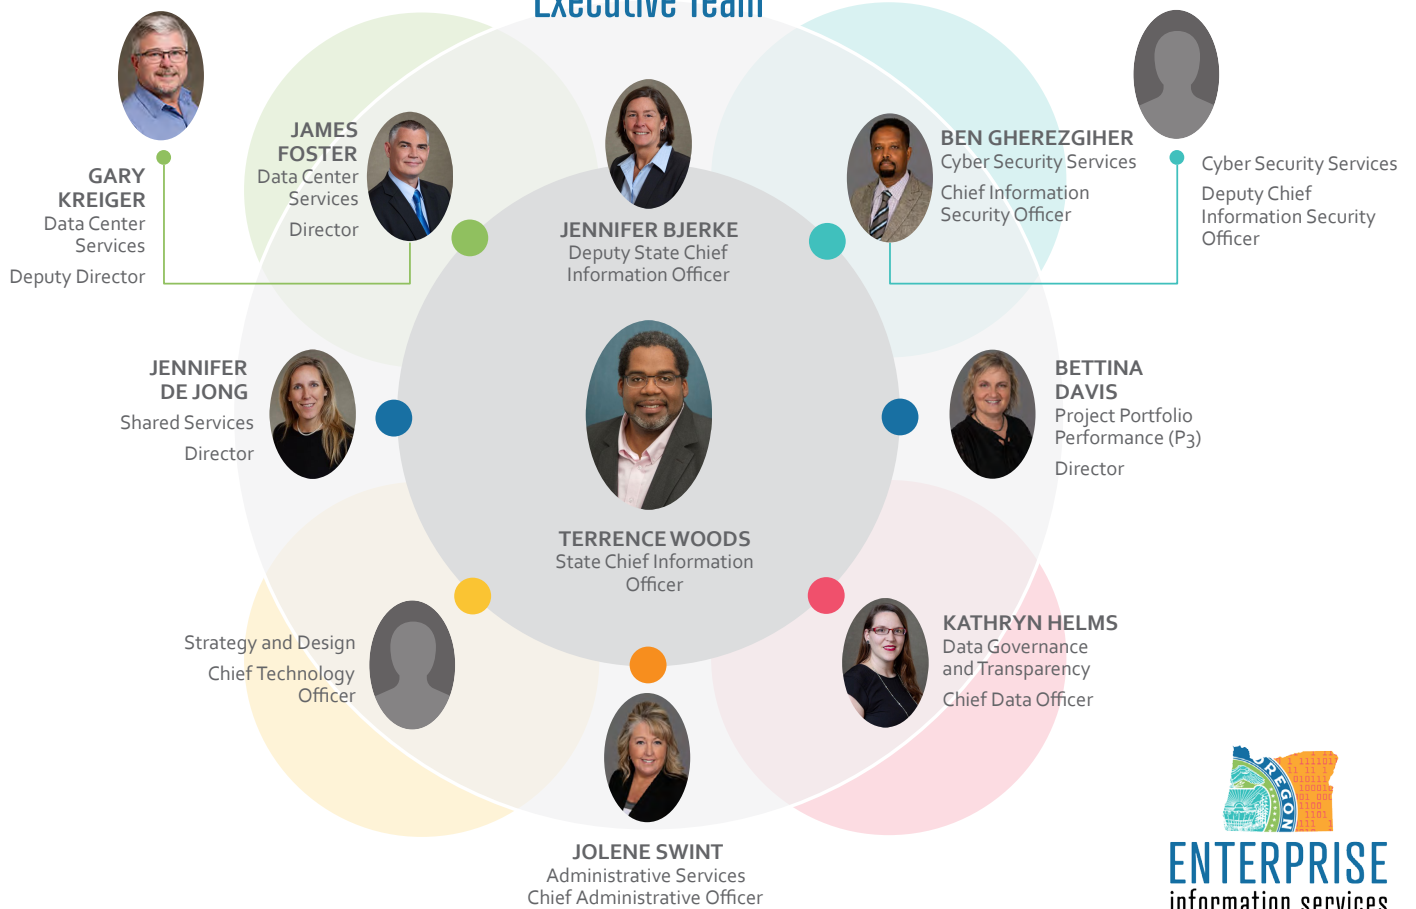 Executive Team
GARY
KREIGER
Data Center
Services
Deputy Director
JAMES
FOSTER
Data Center
Services
Director
JENNIFER BJERKE
Deputy State Chief
Information Officer
BEN GHEREZGIHER
Cyber Security Services
Chief Information
Security Officer
Cyber Security Services
Deputy Chief
Information Security
Officer
JENNIFER
DE JONG
Shared Services
Director
TERRENCE WOODS
State Chief Information
Officer
BETTINA
DAVIS
Project Portfolio
Performance (P3)
Director
Strategy and Design
Chief Technology
Officer
KATHRYN HELMS
Data Governance
and Transparency
Chief Data Officer
JOLENE SWINT
Administrative Services
Chief Administrative Officer
OREGON
ENTERPRISE
information services